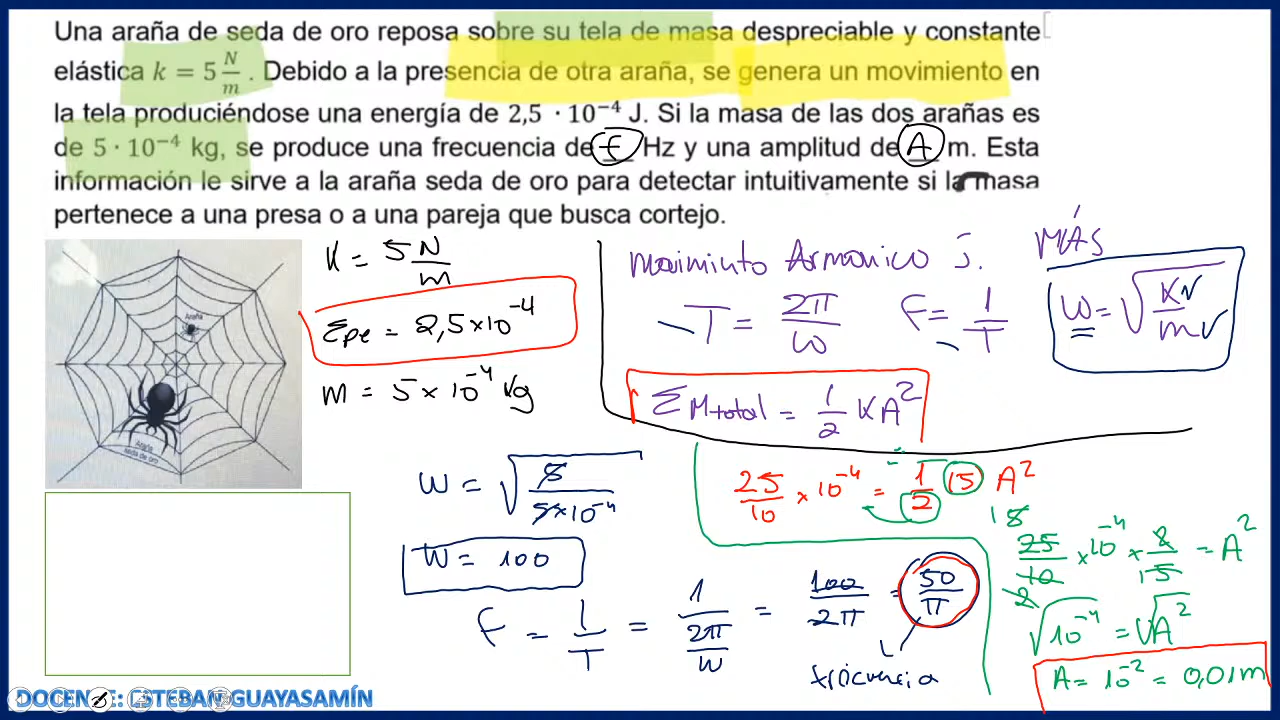 Una araña de seda de oro reposa sobre su tela de masa despreciable y constante
elástica k = 5 N/m . Debido a la presencia de otra araña, se genera un movimiento en
la tela produciéndose una energía de 2,5 · 10⁻⁴ J. Si la masa de las dos arañas es
de 5 · 10⁻⁴ kg, se produce una frecuencia de f Hz y una amplitud de A m. Esta
información le sirve a la araña seda de oro para detectar intuitivamente si la masa
pertenece a una presa o a una pareja que busca cortejo.
Araña
Araña
seda de oro
K = 5 N/m
Epe = 2,5 × 10⁻⁴
m = 5 × 10⁻⁴ kg
movimiento Armonico S.
MÁS
T = 2π/W
F = 1/T
W = √(K/m)
EMtotal = 1/2 KA²
W = √(5/(5×10⁻⁴))
W = 100
F = 1/T = 1/(2π/W) = 100/2π = 50/π
frecuencia
25/10 × 10⁻⁴ = 1/2 (5) A²
25/10 × 10⁻⁴ × 2/5 = A²
√10⁻⁴ = √A²
A = 10⁻² = 0,01m
DOCENTE: ESTEBAN GUAYASAMÍN